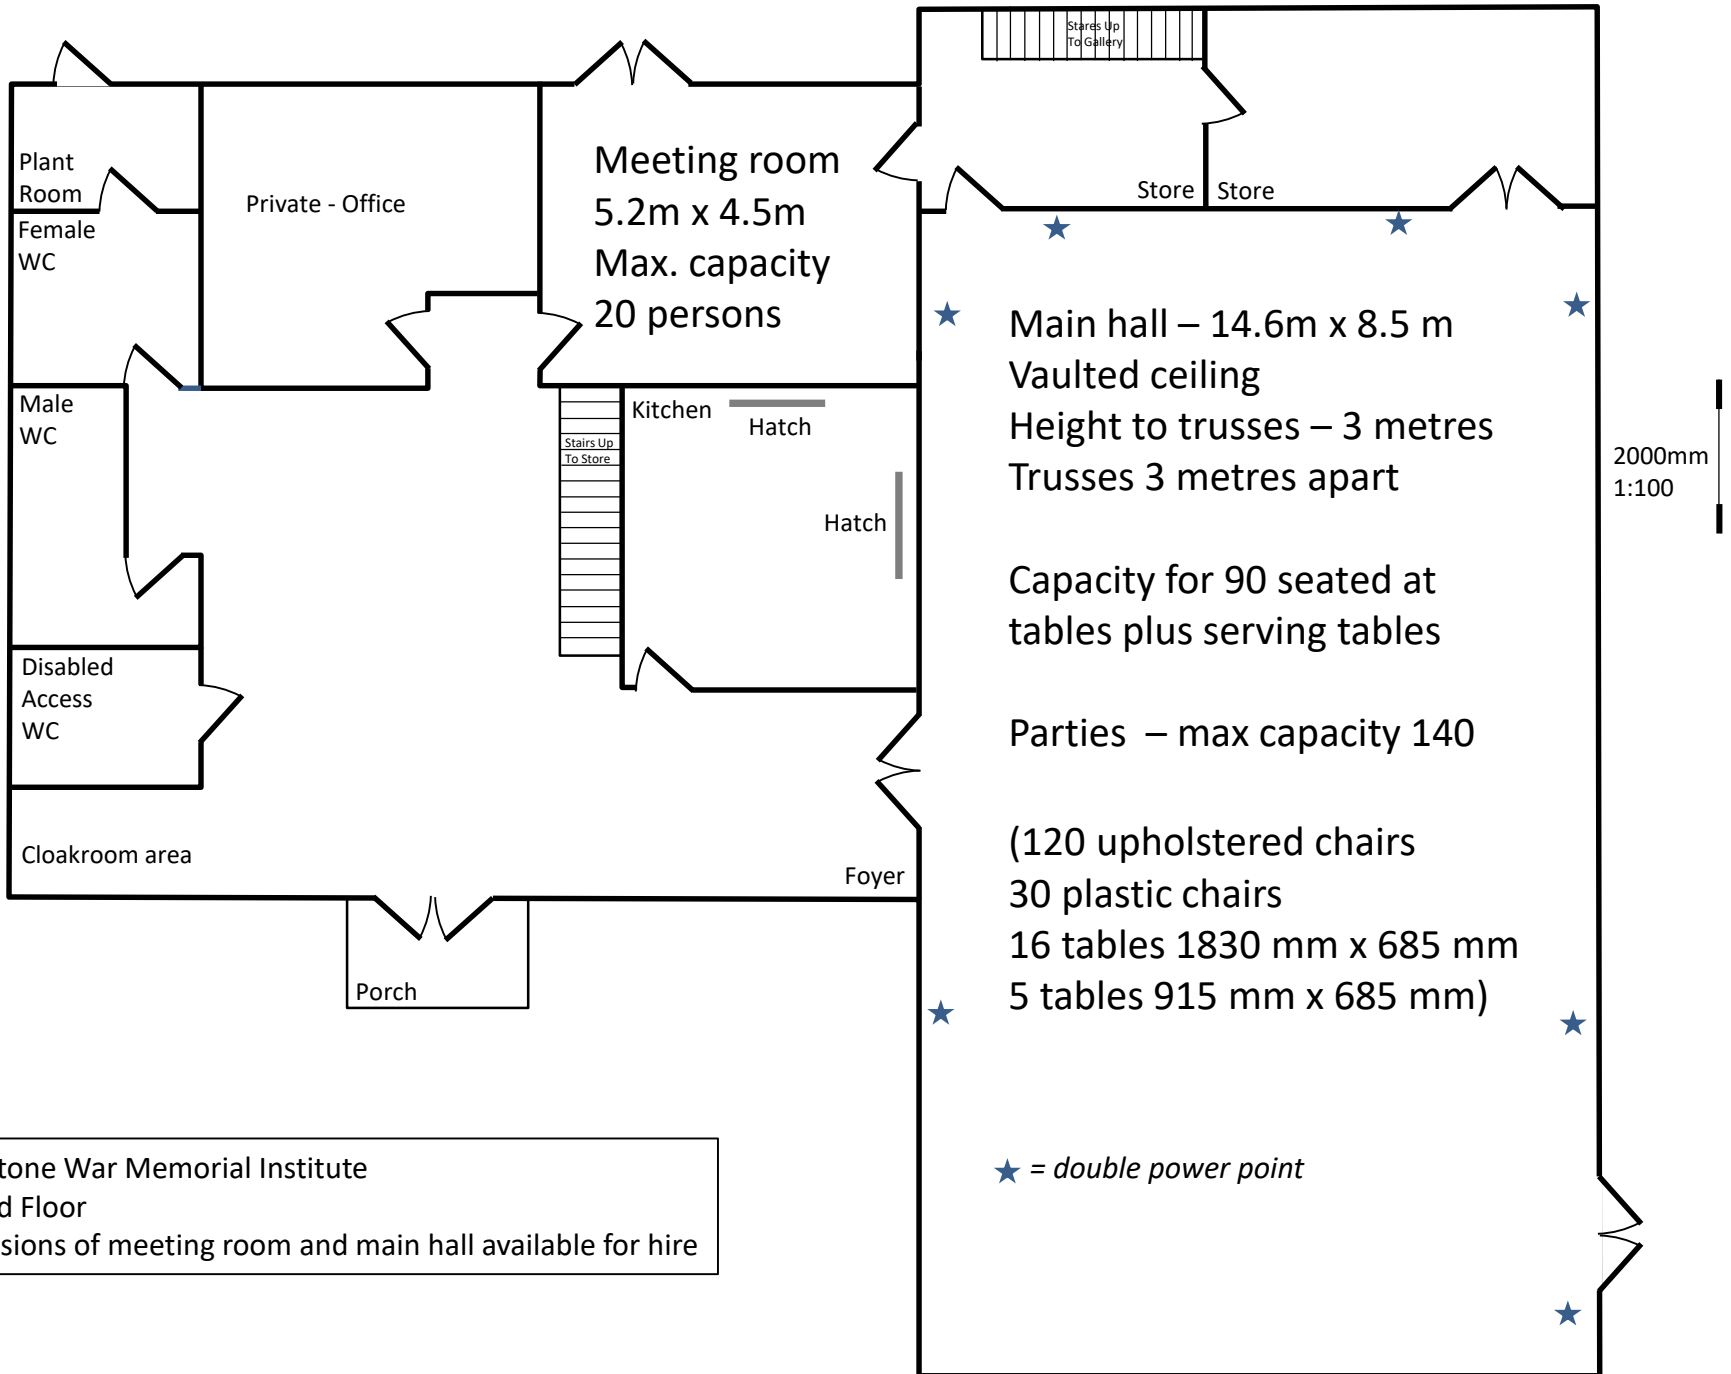 Stares Up
To Gallery
Plant
Room
Private - Office
Meeting room
5.2m x 4.5m
Max. capacity
20 persons
Store
Store
Female
WC
Main hall – 14.6m x 8.5 m
Vaulted ceiling
Height to trusses – 3 metres
Trusses 3 metres apart
Male
WC
Stairs Up
To Store
Kitchen
Hatch
Hatch
2000mm
1:100
Capacity for 90 seated at
tables plus serving tables
Disabled
Access
WC
Parties – max capacity 140
Cloakroom area
Foyer
(120 upholstered chairs
30 plastic chairs
16 tables 1830 mm x 685 mm
5 tables 915 mm x 685 mm)
Porch
= double power point
War Memorial Institute
Floor
of meeting room and main hall available for hire